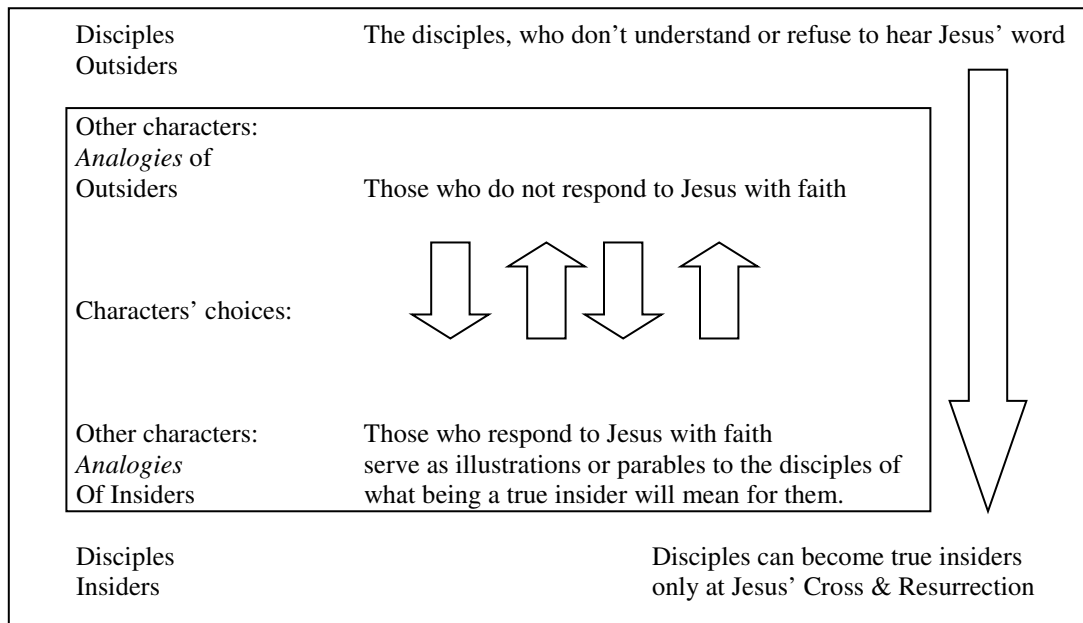 Disciples The disciples, who don’t understand or refuse to hear Jesus’ word
Outsiders
Other characters:
Analogies of
Outsiders Those who do not respond to Jesus with faith
Characters’ choices:
Other characters: Those who respond to Jesus with faith
Analogies serve as illustrations or parables to the disciples of
Of Insiders what being a true insider will mean for them.
Disciples Disciples can become true insiders
Insiders only at Jesus’ Cross & Resurrection